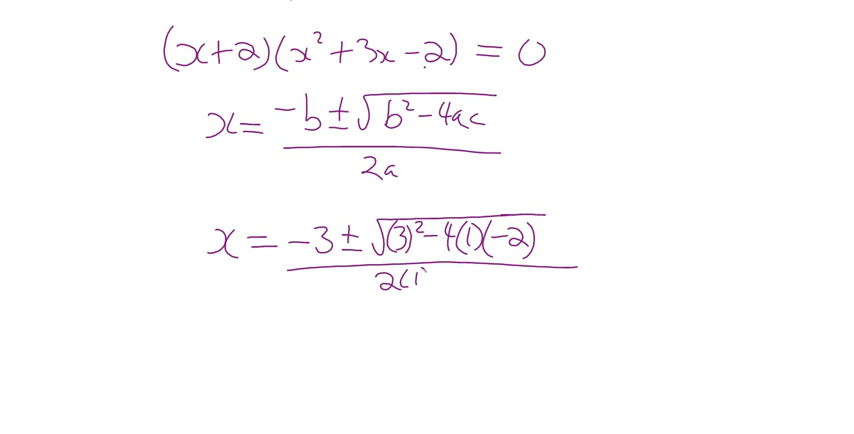 (x+2)(x² + 3x - 2) = 0
x = (-b ± √(b² - 4ac)) / 2a
x = (-3 ± √((3)² - 4(1)(-2))) / 2(1